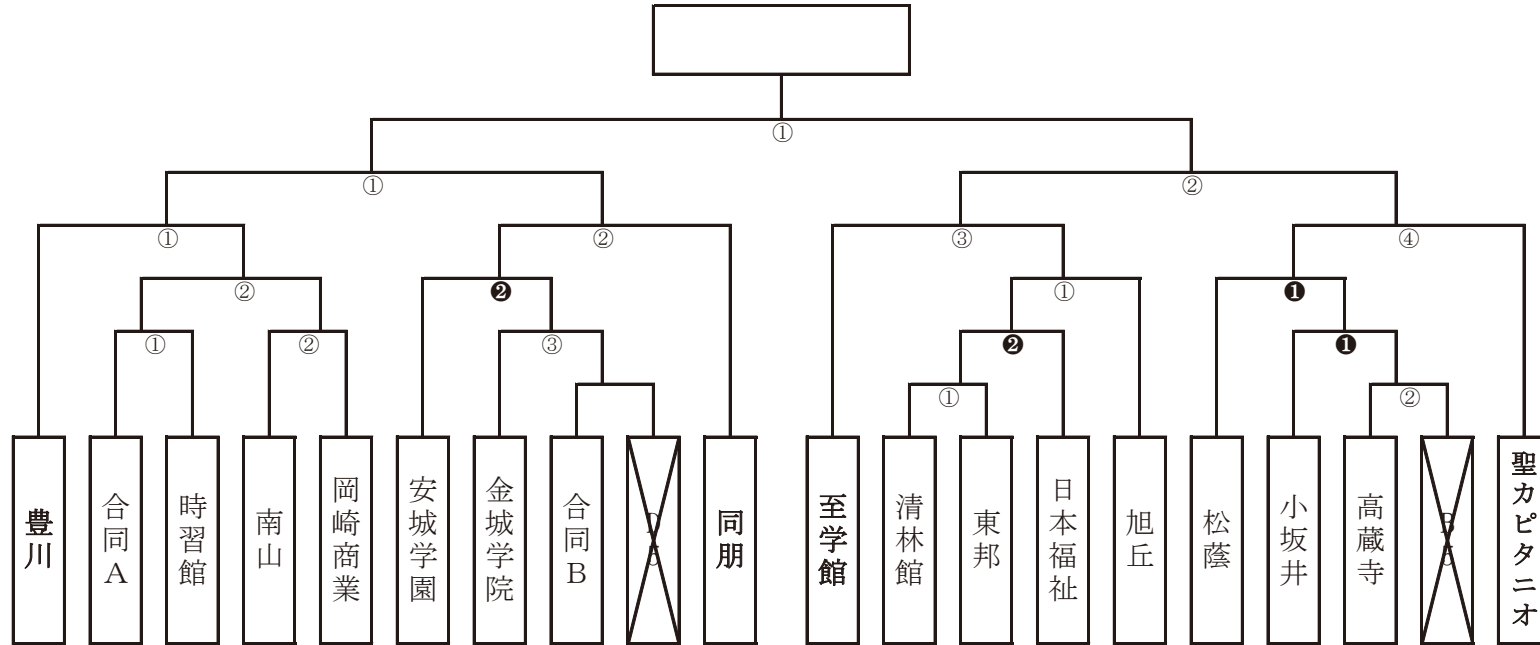 ①
①
②
①
②
③
④
②
❷
①
❶
①
②
③
❷
❶
①
②
豊川
合同A
時習館
南山
岡崎商業
安城学園
金城学院
合同B
同朋
至学館
清林館
東邦
日本福祉
旭丘
松蔭
小坂井
高蔵寺
聖カピタニオ